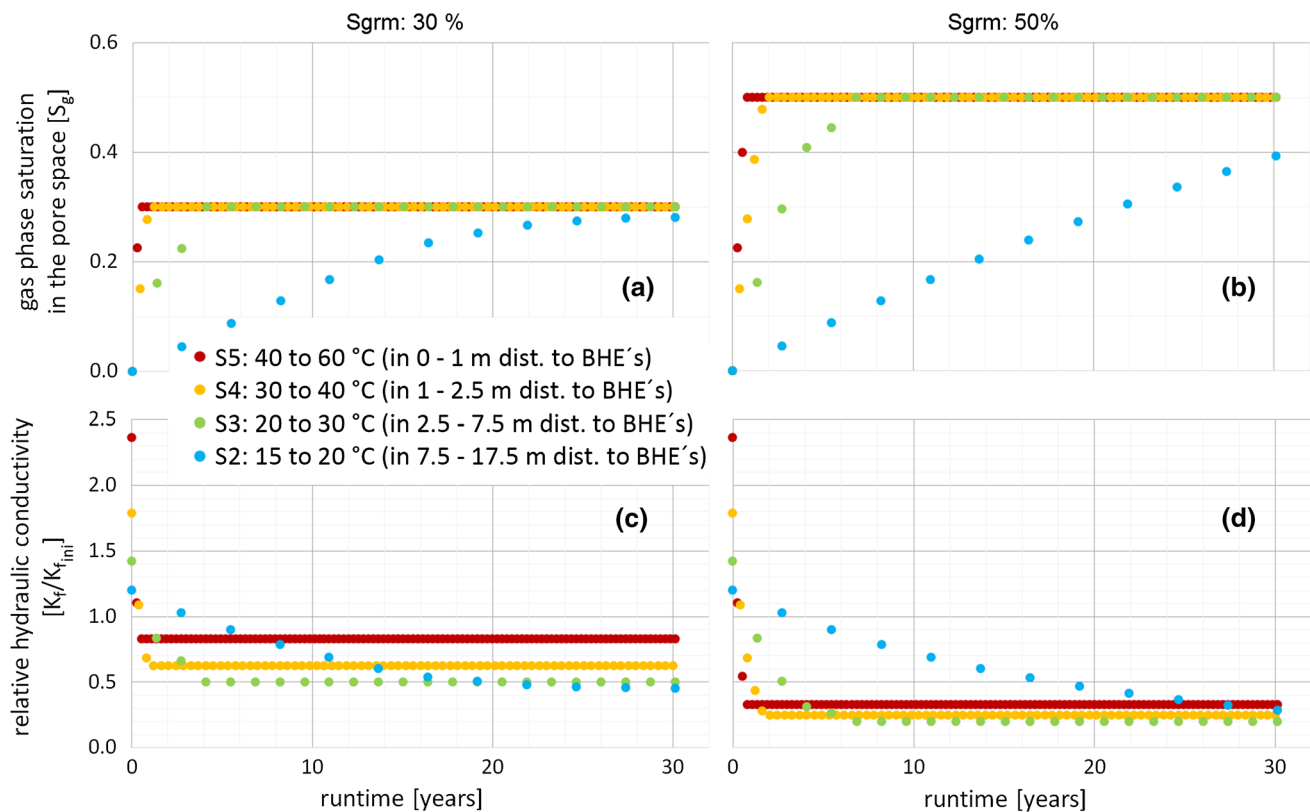 Sgrm: 30 %
Sgrm: 50%
gas phase saturation
in the pore space [Sg]
0.6
0.4
0.2
0.0
(a)
(b)
S5: 40 to 60 °C (in 0 - 1 m dist. to BHE´s)
S4: 30 to 40 °C (in 1 - 2.5 m dist. to BHE´s)
S3: 20 to 30 °C (in 2.5 - 7.5 m dist. to BHE´s)
S2: 15 to 20 °C (in 7.5 - 17.5 m dist. to BHE´s)
relative hydraulic conductivity
[Kf/Kfini]
2.5
2.0
1.5
1.0
0.5
0.0
(c)
(d)
0 10 20 30
0 10 20 30
runtime [years]
runtime [years]